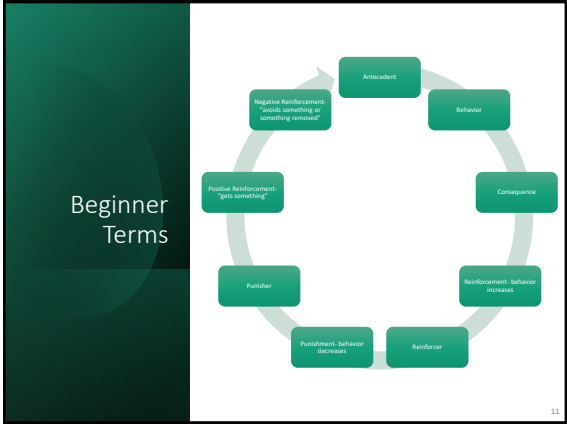 Beginner
Terms
Antecedent
Behavior
Consequence
Reinforcement- behavior
increases
Reinforcer
Punishment- behavior
decreases
Punisher
Positive Reinforcement-
"gets something"
Negative Reinforcement-
"avoids something or
something removed"
11